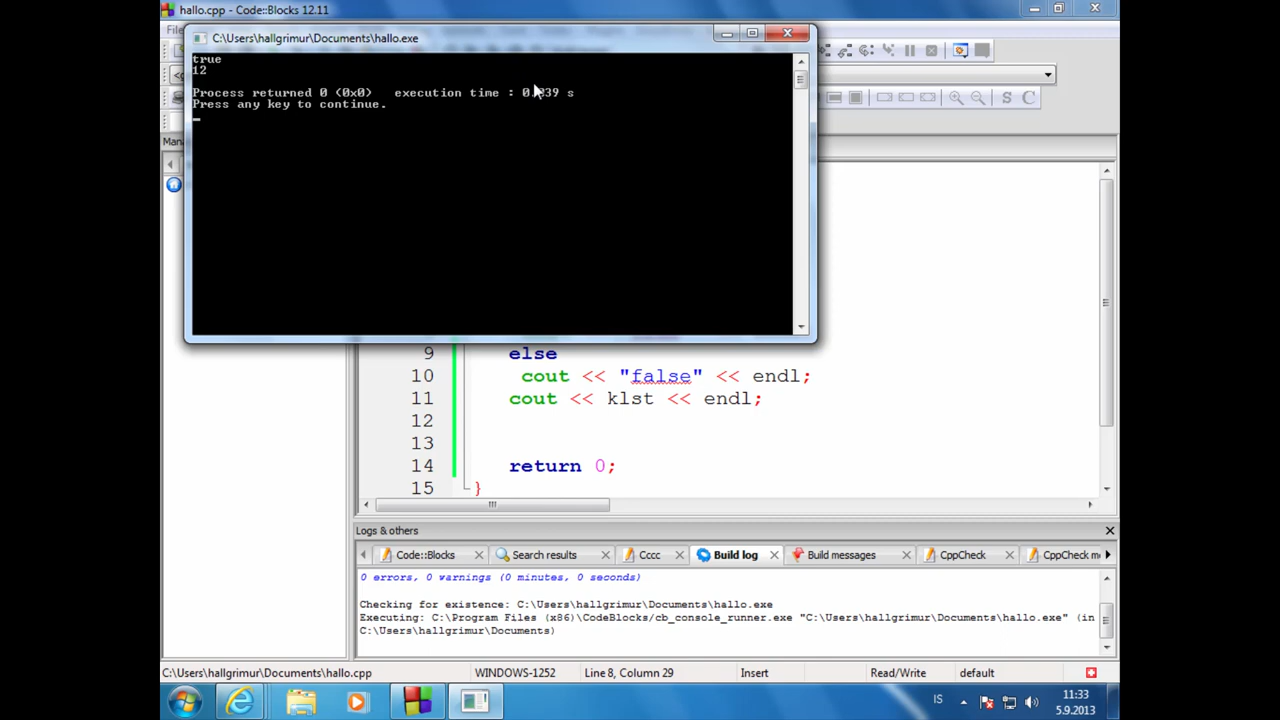 hallo.cpp - Code::Blocks 12.11
C:\Users\hallgrimur\Documents\hallo.exe
true
12
Process returned 0 (0x0)   execution time : 0. 39 s
Press any key to continue.
9 else
10 cout << "false" << endl;
11 cout << klst << endl;
12
13
14 return 0;
15 }
Logs & others
Code::Blocks Search results Cccc Build log Build messages CppCheck CppCheck me
0 errors, 0 warnings (0 minutes, 0 seconds)
Checking for existence: C:\Users\hallgrimur\Documents\hallo.exe
Executing: C:\Program Files (x86)\CodeBlocks/cb_console_runner.exe "C:\Users\hallgrimur\Documents\hallo.exe" (in
C:\Users\hallgrimur\Documents)
C:\Users\hallgrimur\Documents\hallo.cpp WINDOWS-1252 Line 8, Column 29 Insert Read/Write default
IS 11:33
5.9.2013